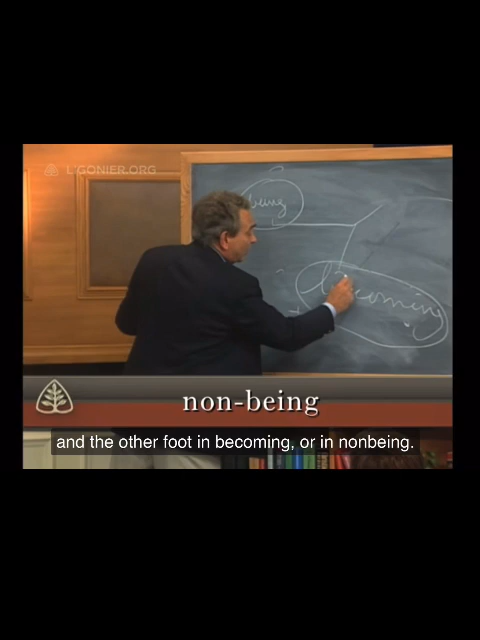 LIGONIER.ORG
being
becoming
non-being
and the other foot in becoming, or in nonbeing.